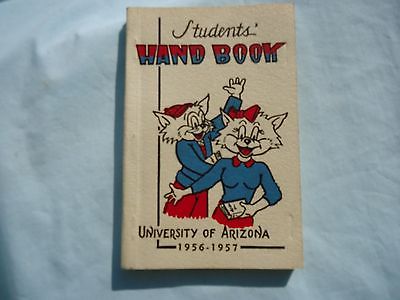 Students'
HAND BOOK
UNIVERSITY OF ARIZONA
1956-1957